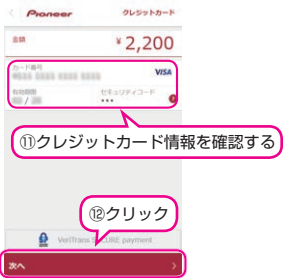 Pioneer クレジットカード
金額 ¥ 2,200
カード番号
VISA
有効期限 セキュリティコード
/ •••
⑪クレジットカード情報を確認する
⑫クリック
VeriTrans SECURE payment
次へ